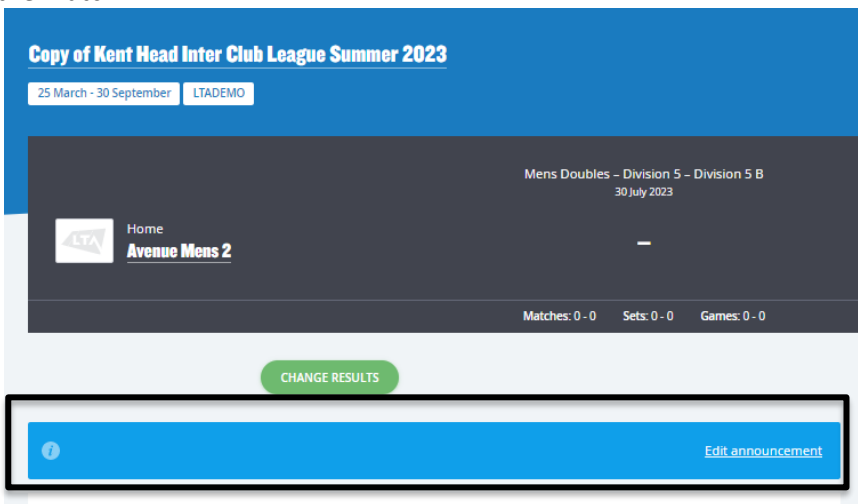 Copy of Kent Head Inter Club League Summer 2023
25 March - 30 September LTADEMO
Mens Doubles – Division 5 – Division 5 B
30 July 2023
LTA
Home
Avenue Mens 2
–
Matches: 0 - 0 Sets: 0 - 0 Games: 0 - 0
CHANGE RESULTS
i
Edit announcement